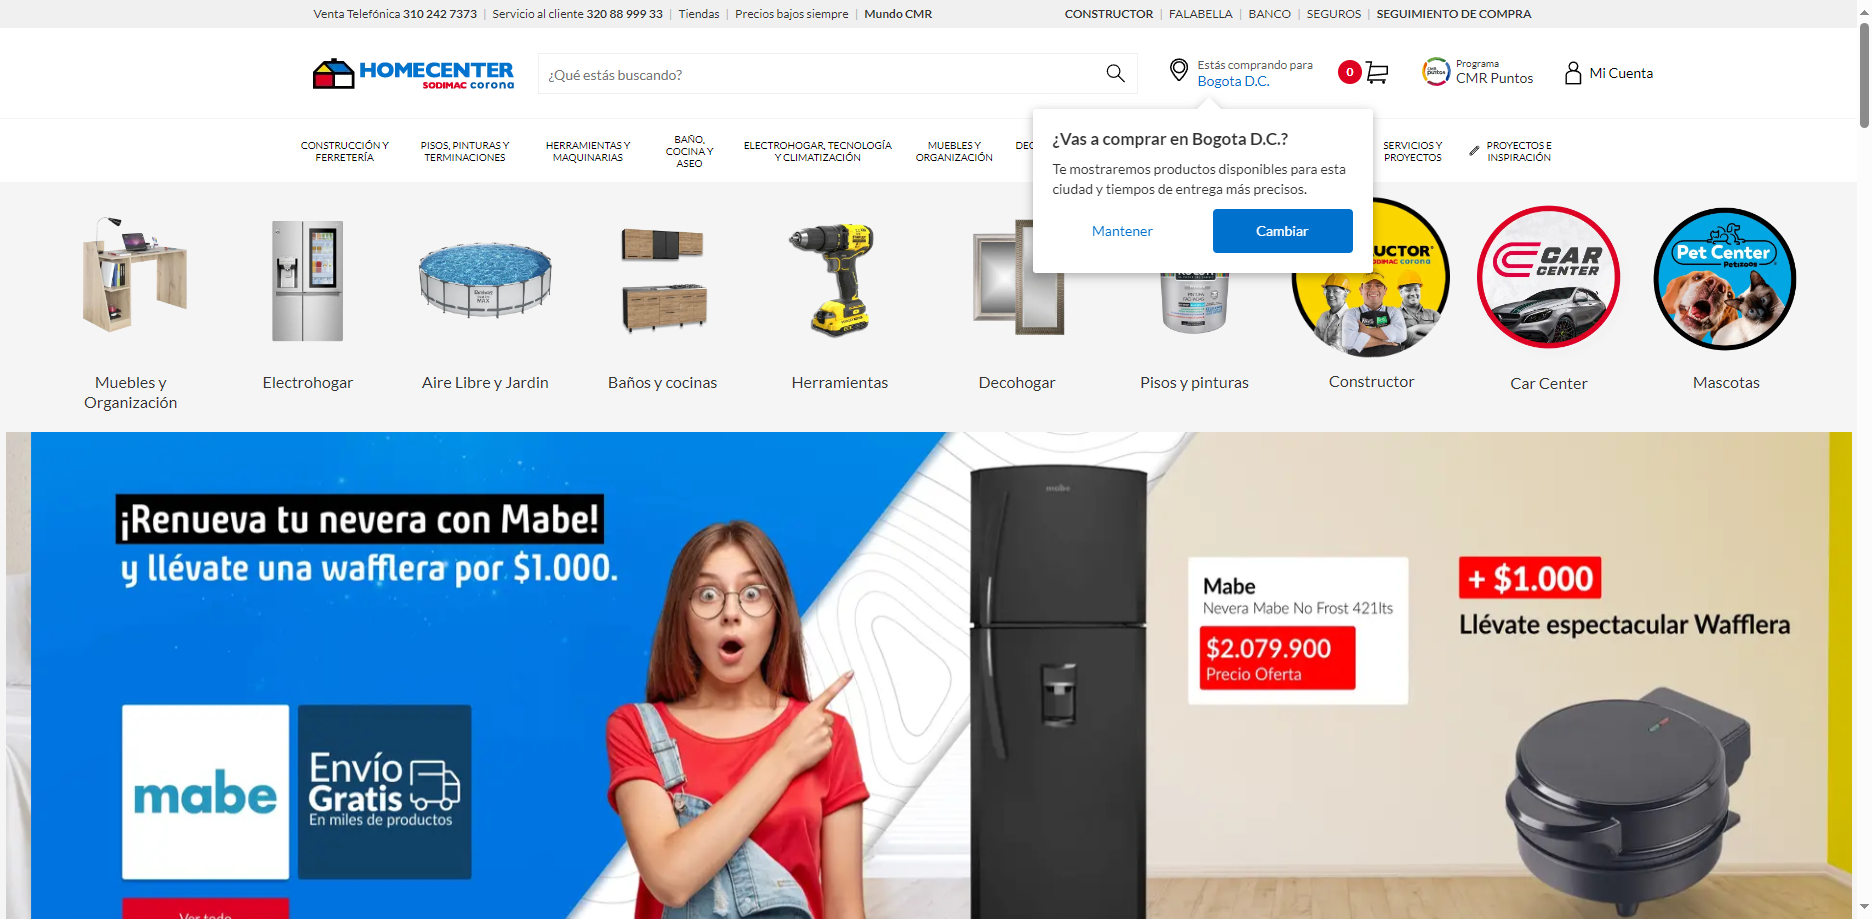 Venta Telefónica 310 242 7373 | Servicio al cliente 320 88 999 33 | Tiendas | Precios bajos siempre | Mundo CMR
CONSTRUCTOR | FALABELLA | BANCO | SEGUROS | SEGUIMIENTO DE COMPRA
HOMECENTER
SODIMAC corona
¿Qué estás buscando?
Estás comprando para
Bogota D.C.
0
Programa
CMR Puntos
Mi Cuenta
CONSTRUCCIÓN Y
FERRETERÍA
PISOS, PINTURAS Y
TERMINACIONES
HERRAMIENTAS Y
MAQUINARIAS
BAÑO,
COCINA Y
ASEO
ELECTROHOGAR, TECNOLOGÍA
Y CLIMATIZACIÓN
MUEBLES Y
ORGANIZACIÓN
SERVICIOS Y
PROYECTOS
PROYECTOS E
INSPIRACIÓN
¿Vas a comprar en Bogota D.C.?
Te mostraremos productos disponibles para esta
ciudad y tiempos de entrega más precisos.
Mantener
Cambiar
UCTOR
SODIMAC corona
CAR
CENTER
Pet Center
Petizoos
Muebles y
Organización
Electrohogar
Aire Libre y Jardin
Baños y cocinas
Herramientas
Decohogar
Pisos y pinturas
Constructor
Car Center
Mascotas
¡Renueva tu nevera con Mabe!
y llévate una wafflera por $1.000.
mabe
Envío
Gratis
En miles de productos
Ver todo
mabe
Mabe
Nevera Mabe No Frost 421lts
$2.079.900
Precio Oferta
+ $1.000
Llévate espectacular Wafflera